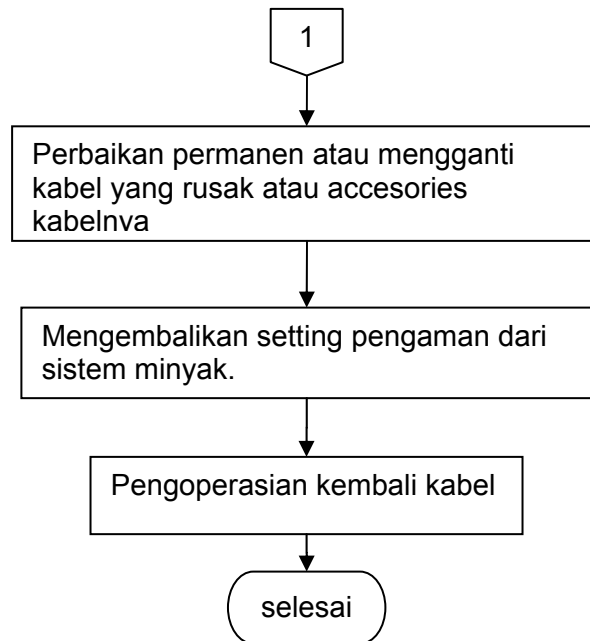 1
Perbaikan permanen atau mengganti
kabel yang rusak atau accesories
kabelnva
Mengembalikan setting pengaman dari
sistem minyak.
Pengoperasian kembali kabel
selesai